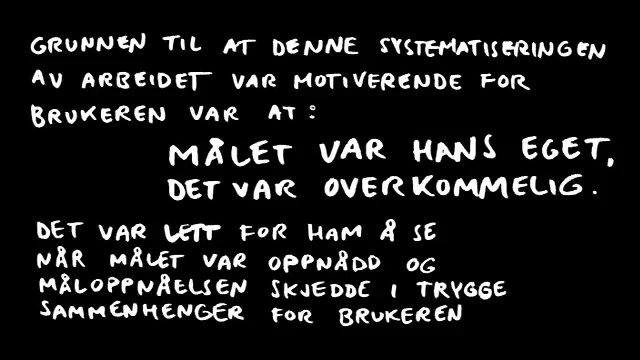 GRUNNEN TIL AT DENNE SYSTEMATISERINGEN
AV ARBEIDET VAR MOTIVERENDE FOR
BRUKEREN VAR AT:
MÅLET VAR HANS EGET,
DET VAR OVERKOMMELIG.
DET VAR LETT FOR HAM Å SE
NÅR MÅLET VAR OPPNÅDD OG
MÅLOPPNÅELSEN SKJEDDE I TRYGGE
SAMMENHENGER FOR BRUKEREN